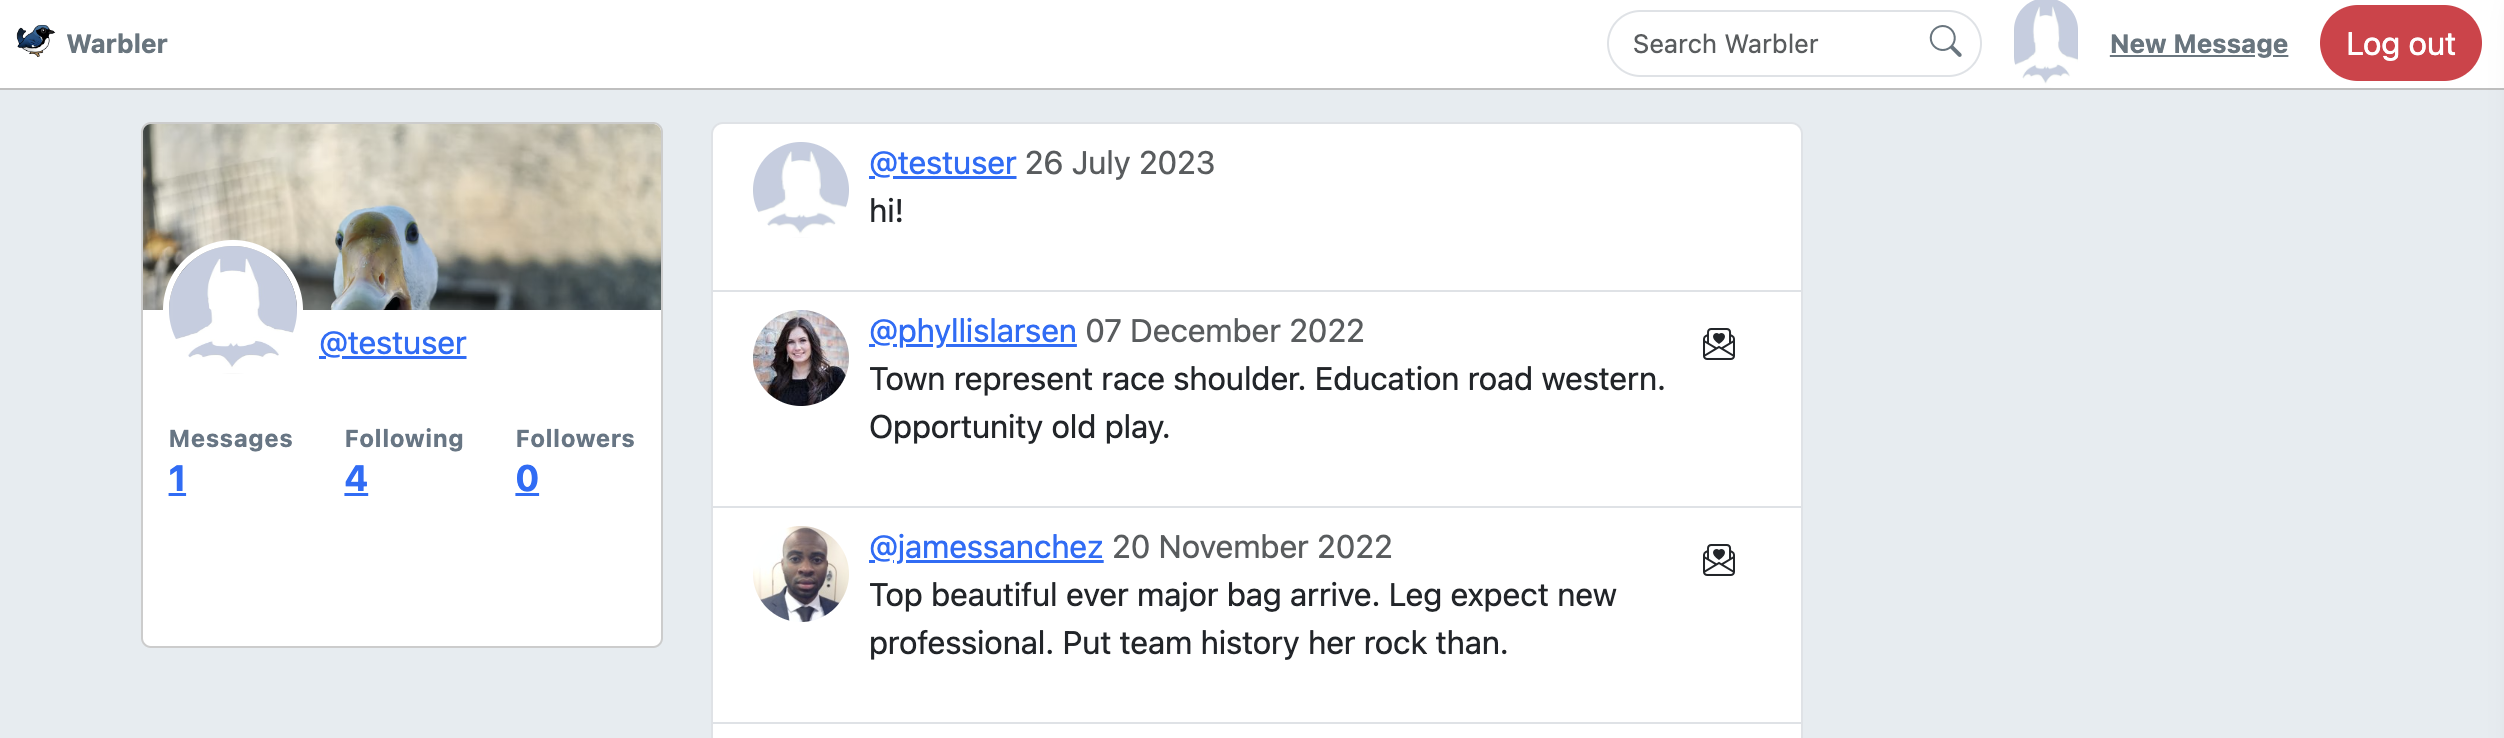 Warbler
Search Warbler
New Message
Log out
@testuser
Messages
Following
Followers
1
4
0
@testuser 26 July 2023
hi!
@phyllislarsen 07 December 2022
Town represent race shoulder. Education road western.
Opportunity old play.
@jamessanchez 20 November 2022
Top beautiful ever major bag arrive. Leg expect new
professional. Put team history her rock than.